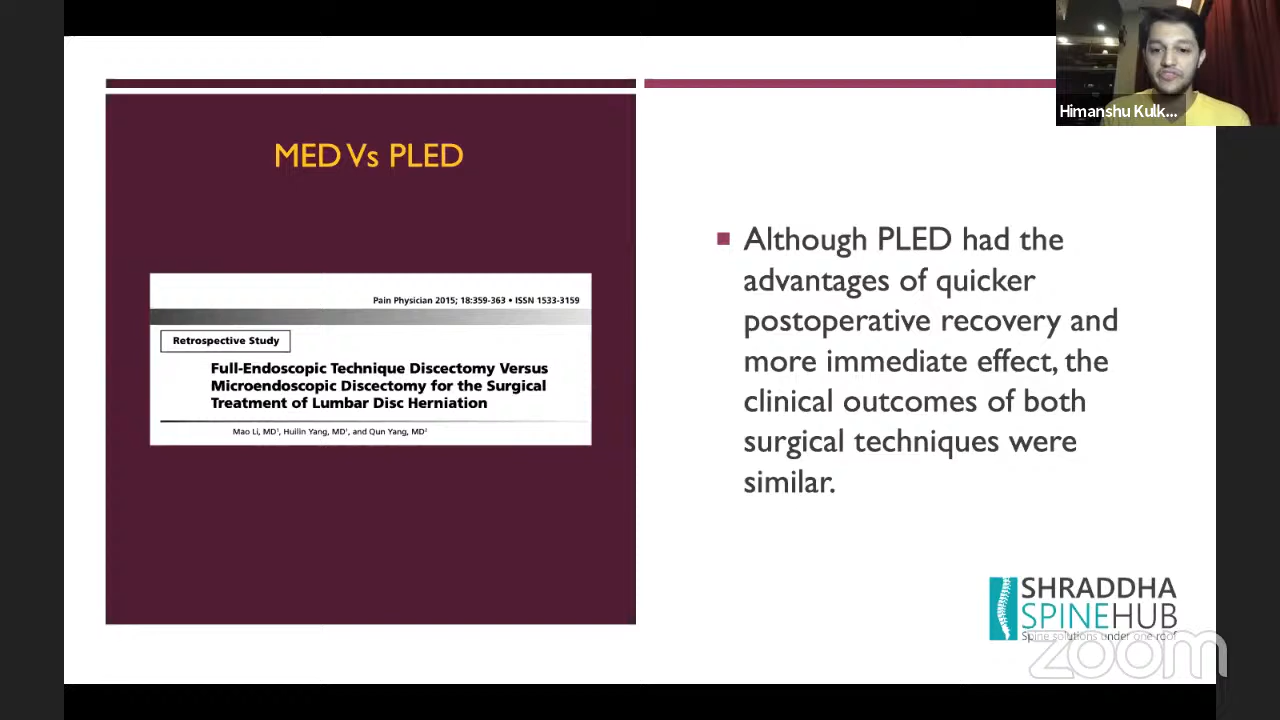 Himanshu Kulk...
MED Vs PLED
Pain Physician 2015; 18:359-363 • ISSN 1533-3159
Retrospective Study
Full-Endoscopic Technique Discectomy Versus
Microendoscopic Discectomy for the Surgical
Treatment of Lumbar Disc Herniation
Mao Li, MD¹, Huilin Yang, MD¹, and Qun Yang, MD²
Although PLED had the
advantages of quicker
postoperative recovery and
more immediate effect, the
clinical outcomes of both
surgical techniques were
similar.
SHRADDHA
SPINEHUB
Spine solutions under one roof
zoom